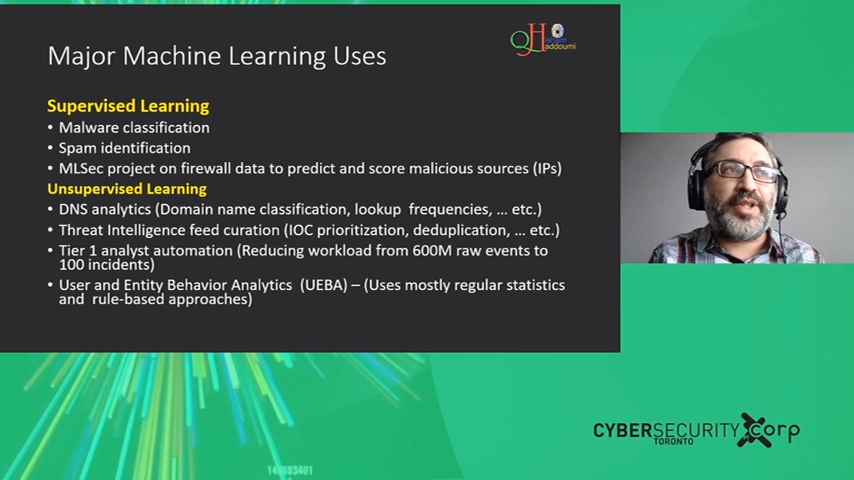 Major Machine Learning Uses
QHisham
addoumi
Supervised Learning
• Malware classification
• Spam identification
• MLSec project on firewall data to predict and score malicious sources (IPs)
Unsupervised Learning
• DNS analytics (Domain name classification, lookup frequencies, ... etc.)
• Threat Intelligence feed curation (IOC prioritization, deduplication, ... etc.)
• Tier 1 analyst automation (Reducing workload from 600M raw events to
100 incidents)
• User and Entity Behavior Analytics (UEBA) – (Uses mostly regular statistics
and rule-based approaches)
CYBERSECURITY Xcorp
TORONTO